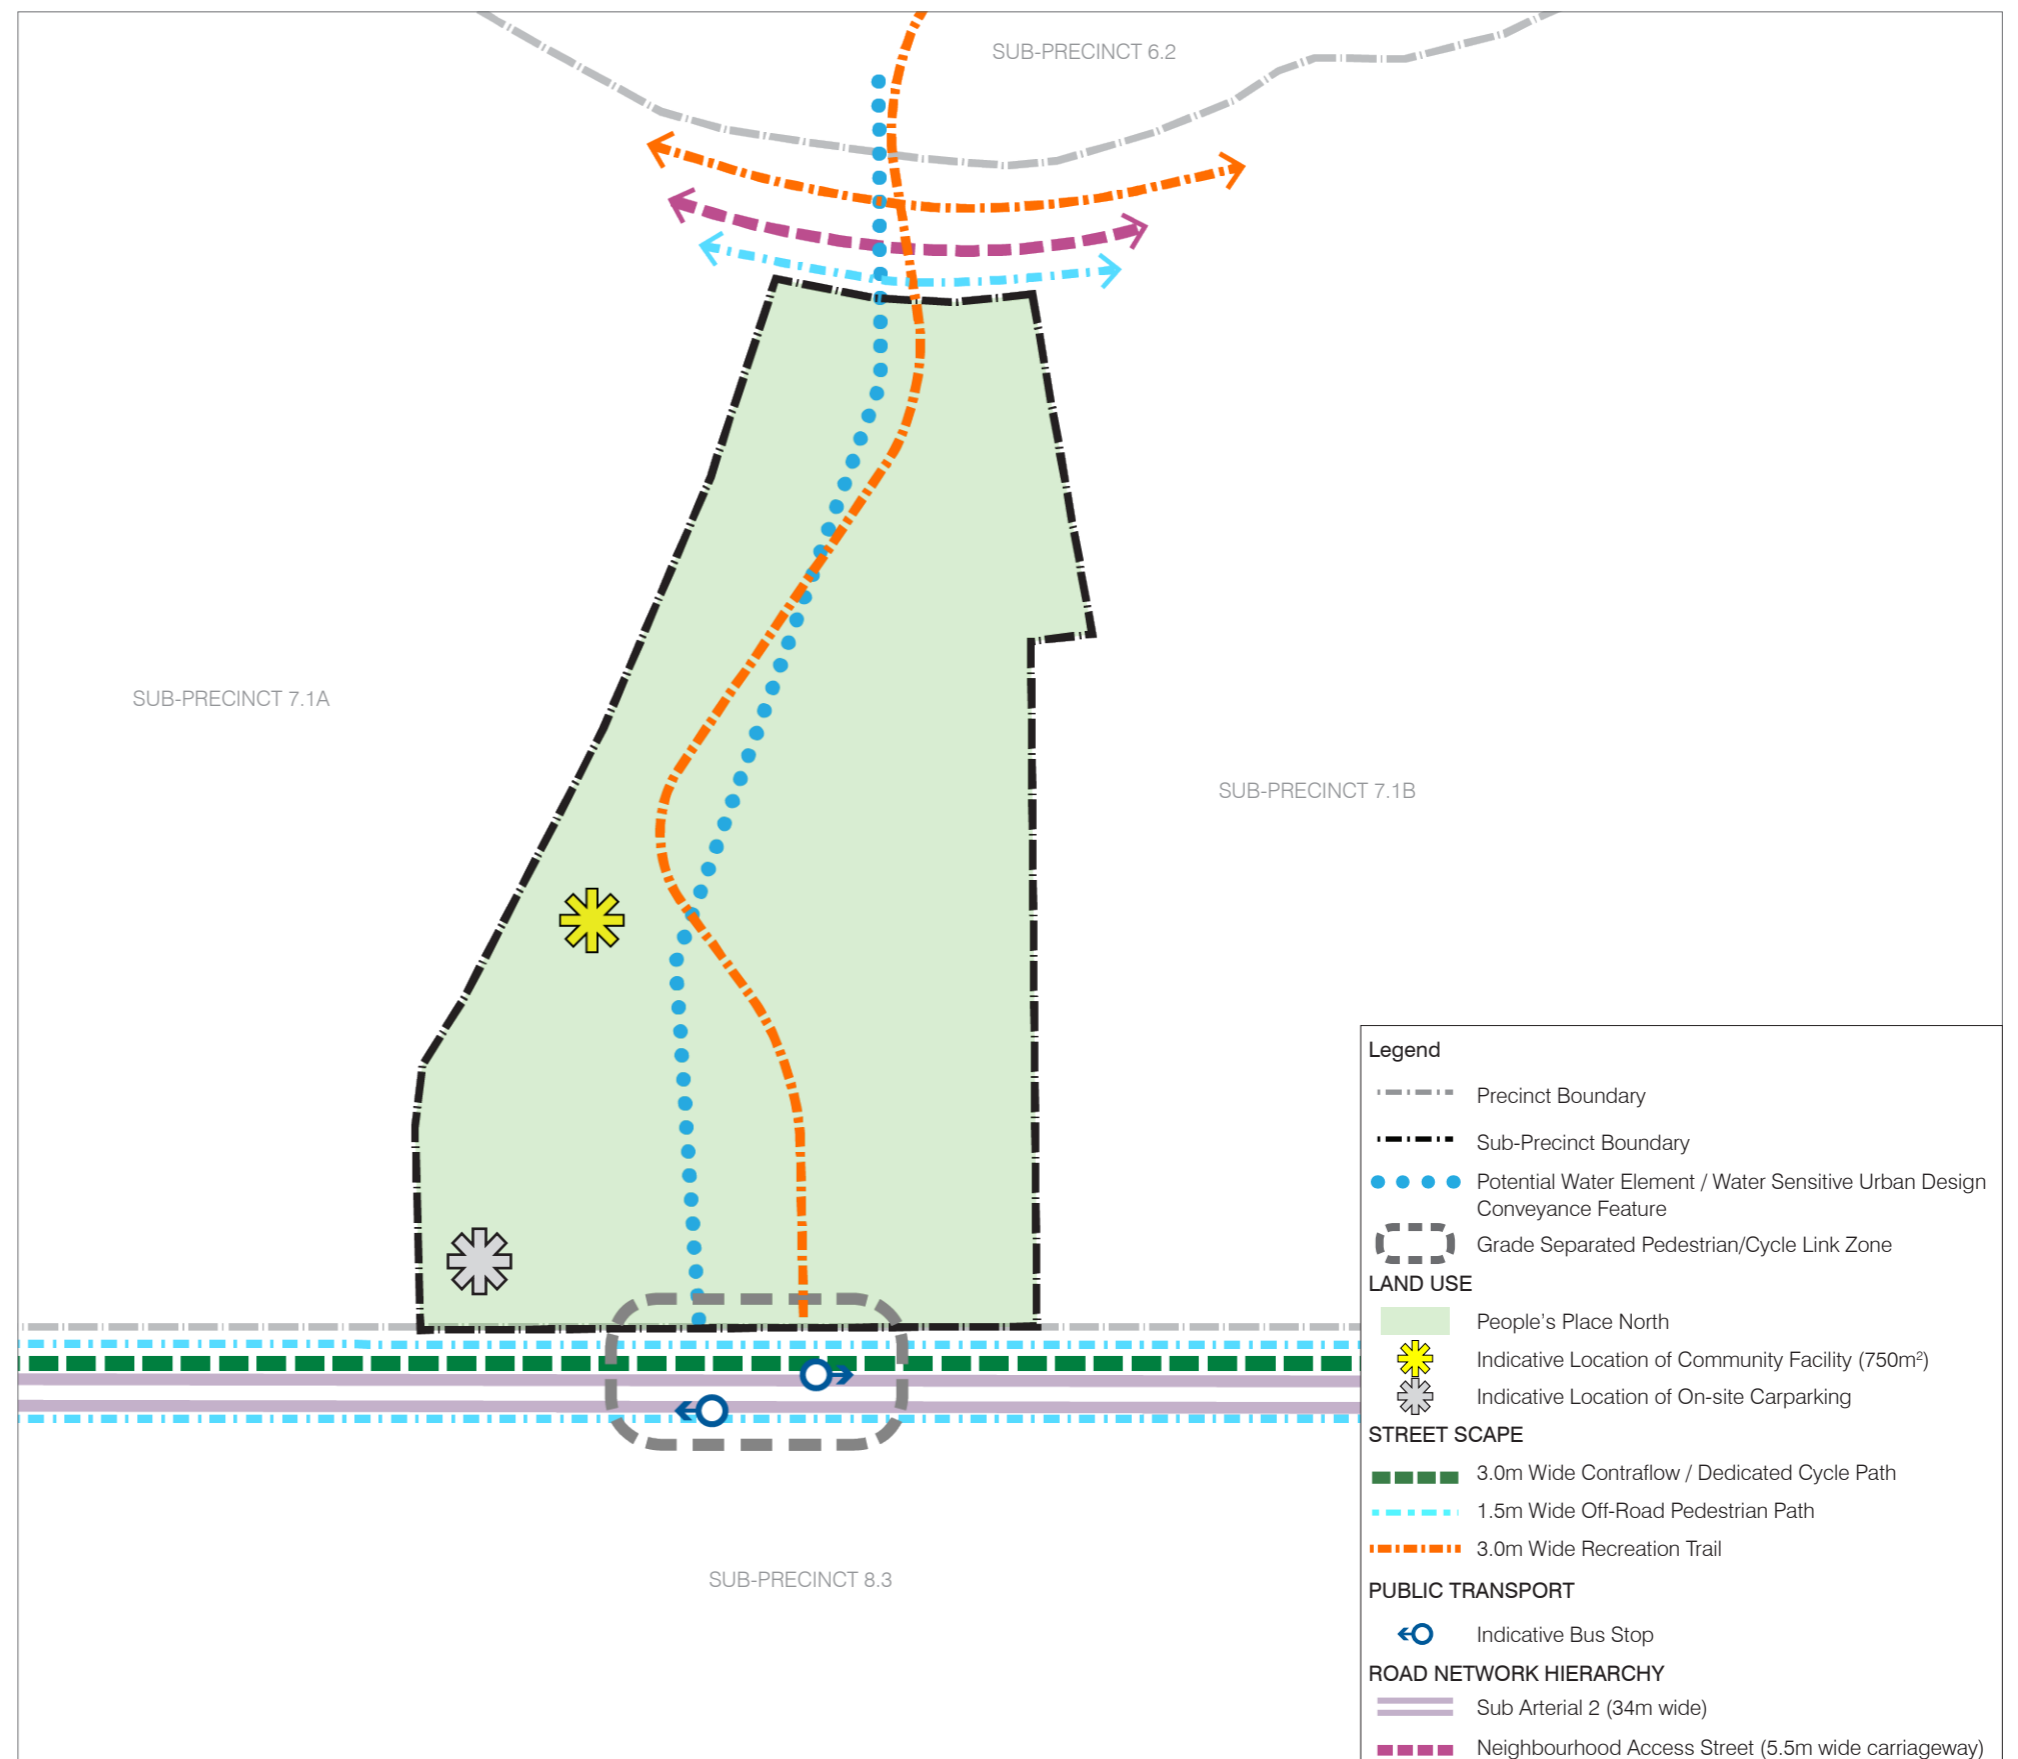 SUB-PRECINCT 6.2
SUB-PRECINCT 7.1A
SUB-PRECINCT 7.1B
SUB-PRECINCT 8.3
Legend
Precinct Boundary
Sub-Precinct Boundary
Potential Water Element / Water Sensitive Urban Design
Conveyance Feature
Grade Separated Pedestrian/Cycle Link Zone
LAND USE
People's Place North
Indicative Location of Community Facility (750m²)
Indicative Location of On-site Carparking
STREET SCAPE
3.0m Wide Contraflow / Dedicated Cycle Path
1.5m Wide Off-Road Pedestrian Path
3.0m Wide Recreation Trail
PUBLIC TRANSPORT
Indicative Bus Stop
ROAD NETWORK HIERARCHY
Sub Arterial 2 (34m wide)
Neighbourhood Access Street (5.5m wide carriageway)